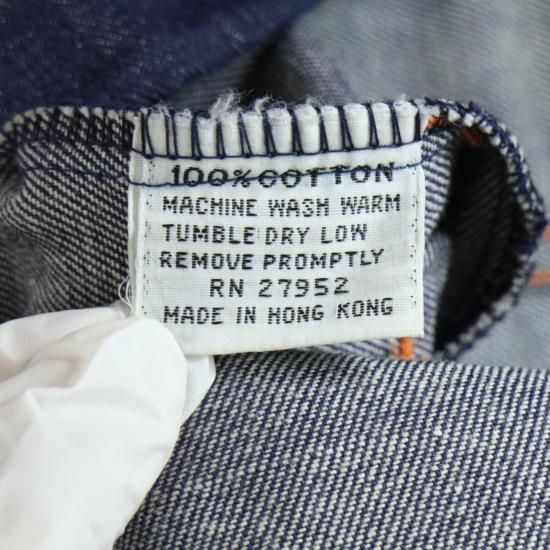 100% COTTON
MACHINE WASH WARM
TUMBLE DRY LOW
REMOVE PROMPTLY
RN 27952
MADE IN HONG KONG